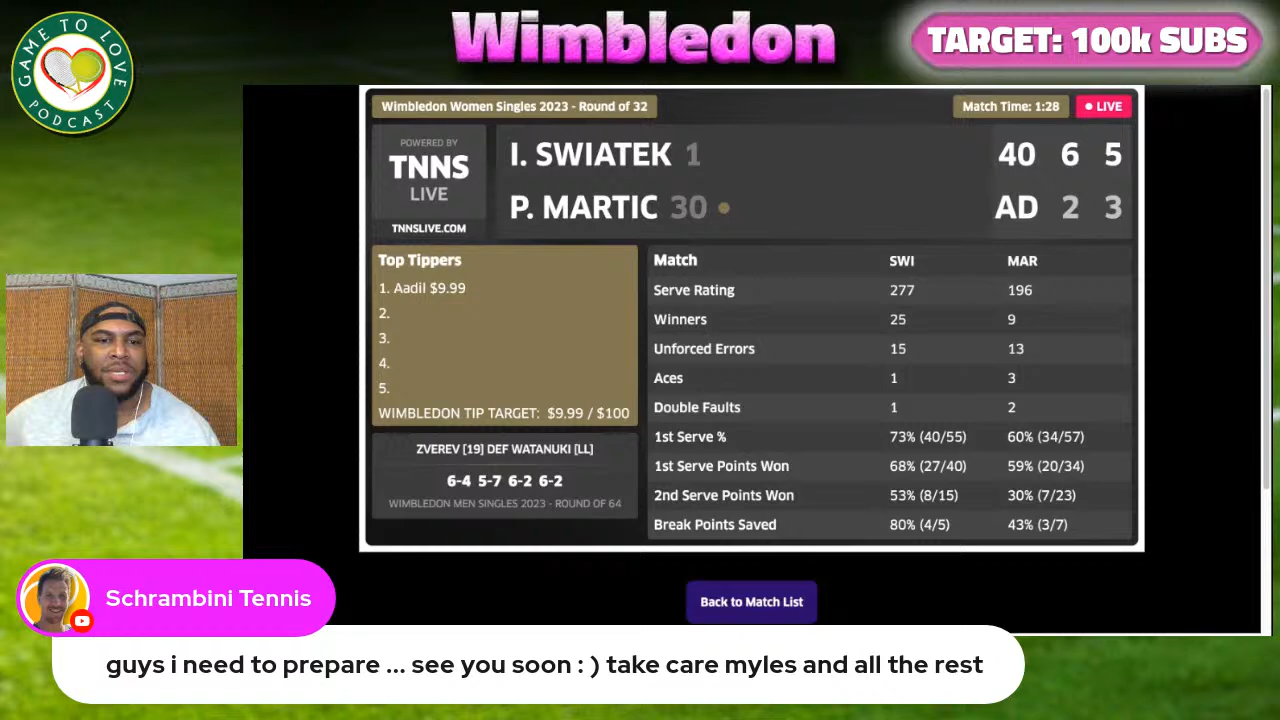 GAME TO LOVE
PODCAST
Wimbledon
TARGET: 100k SUBS
Wimbledon Women Singles 2023 - Round of 32
Match Time: 1:28
LIVE
POWERED BY
TNNS
LIVE
TNNSLIVE.COM
I. SWIATEK 1 40 6 5
P. MARTIC 30 AD 2 3
Top Tippers
1. Aadil $9.99
2.
3.
4.
5.
WIMBLEDON TIP TARGET: $9.99 / $100
ZVEREV [19] DEF WATANUKI [LL]
6-4 5-7 6-2 6-2
WIMBLEDON MEN SINGLES 2023 - ROUND OF 64
Match SWI MAR
Serve Rating 277 196
Winners 25 9
Unforced Errors 15 13
Aces 1 3
Double Faults 1 2
1st Serve % 73% (40/55) 60% (34/57)
1st Serve Points Won 68% (27/40) 59% (20/34)
2nd Serve Points Won 53% (8/15) 30% (7/23)
Break Points Saved 80% (4/5) 43% (3/7)
Back to Match List
Schrambini Tennis
guys i need to prepare ... see you soon : ) take care myles and all the rest